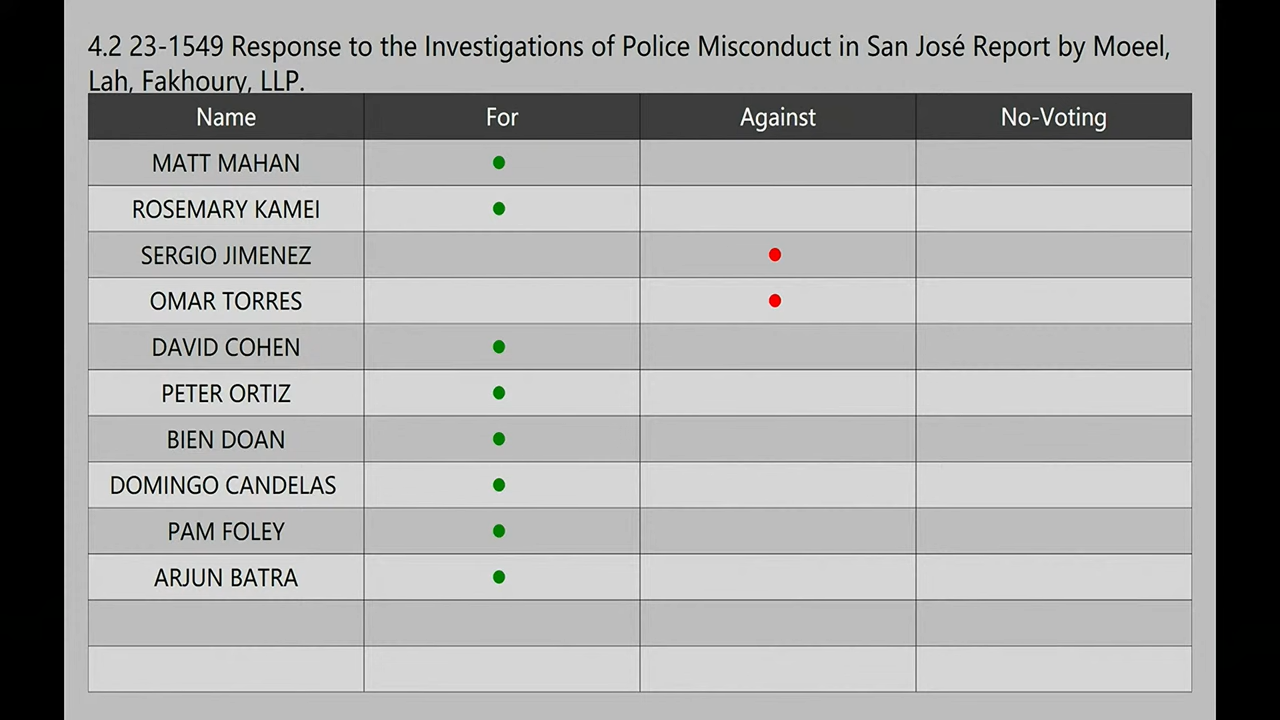 4.2 23-1549 Response to the Investigations of Police Misconduct in San José Report by Moeel,
Lah, Fakhoury, LLP.
Name For Against No-Voting
MATT MAHAN
ROSEMARY KAMEI
SERGIO JIMENEZ
OMAR TORRES
DAVID COHEN
PETER ORTIZ
BIEN DOAN
DOMINGO CANDELAS
PAM FOLEY
ARJUN BATRA